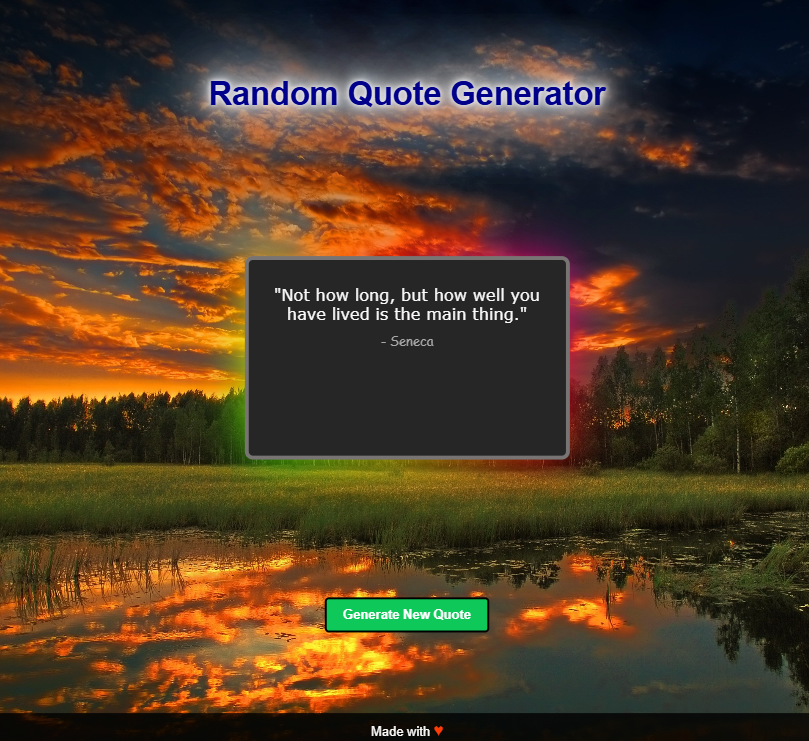 Random Quote Generator
"Not how long, but how well you
have lived is the main thing."
- Seneca
Generate New Quote
Made with ♥